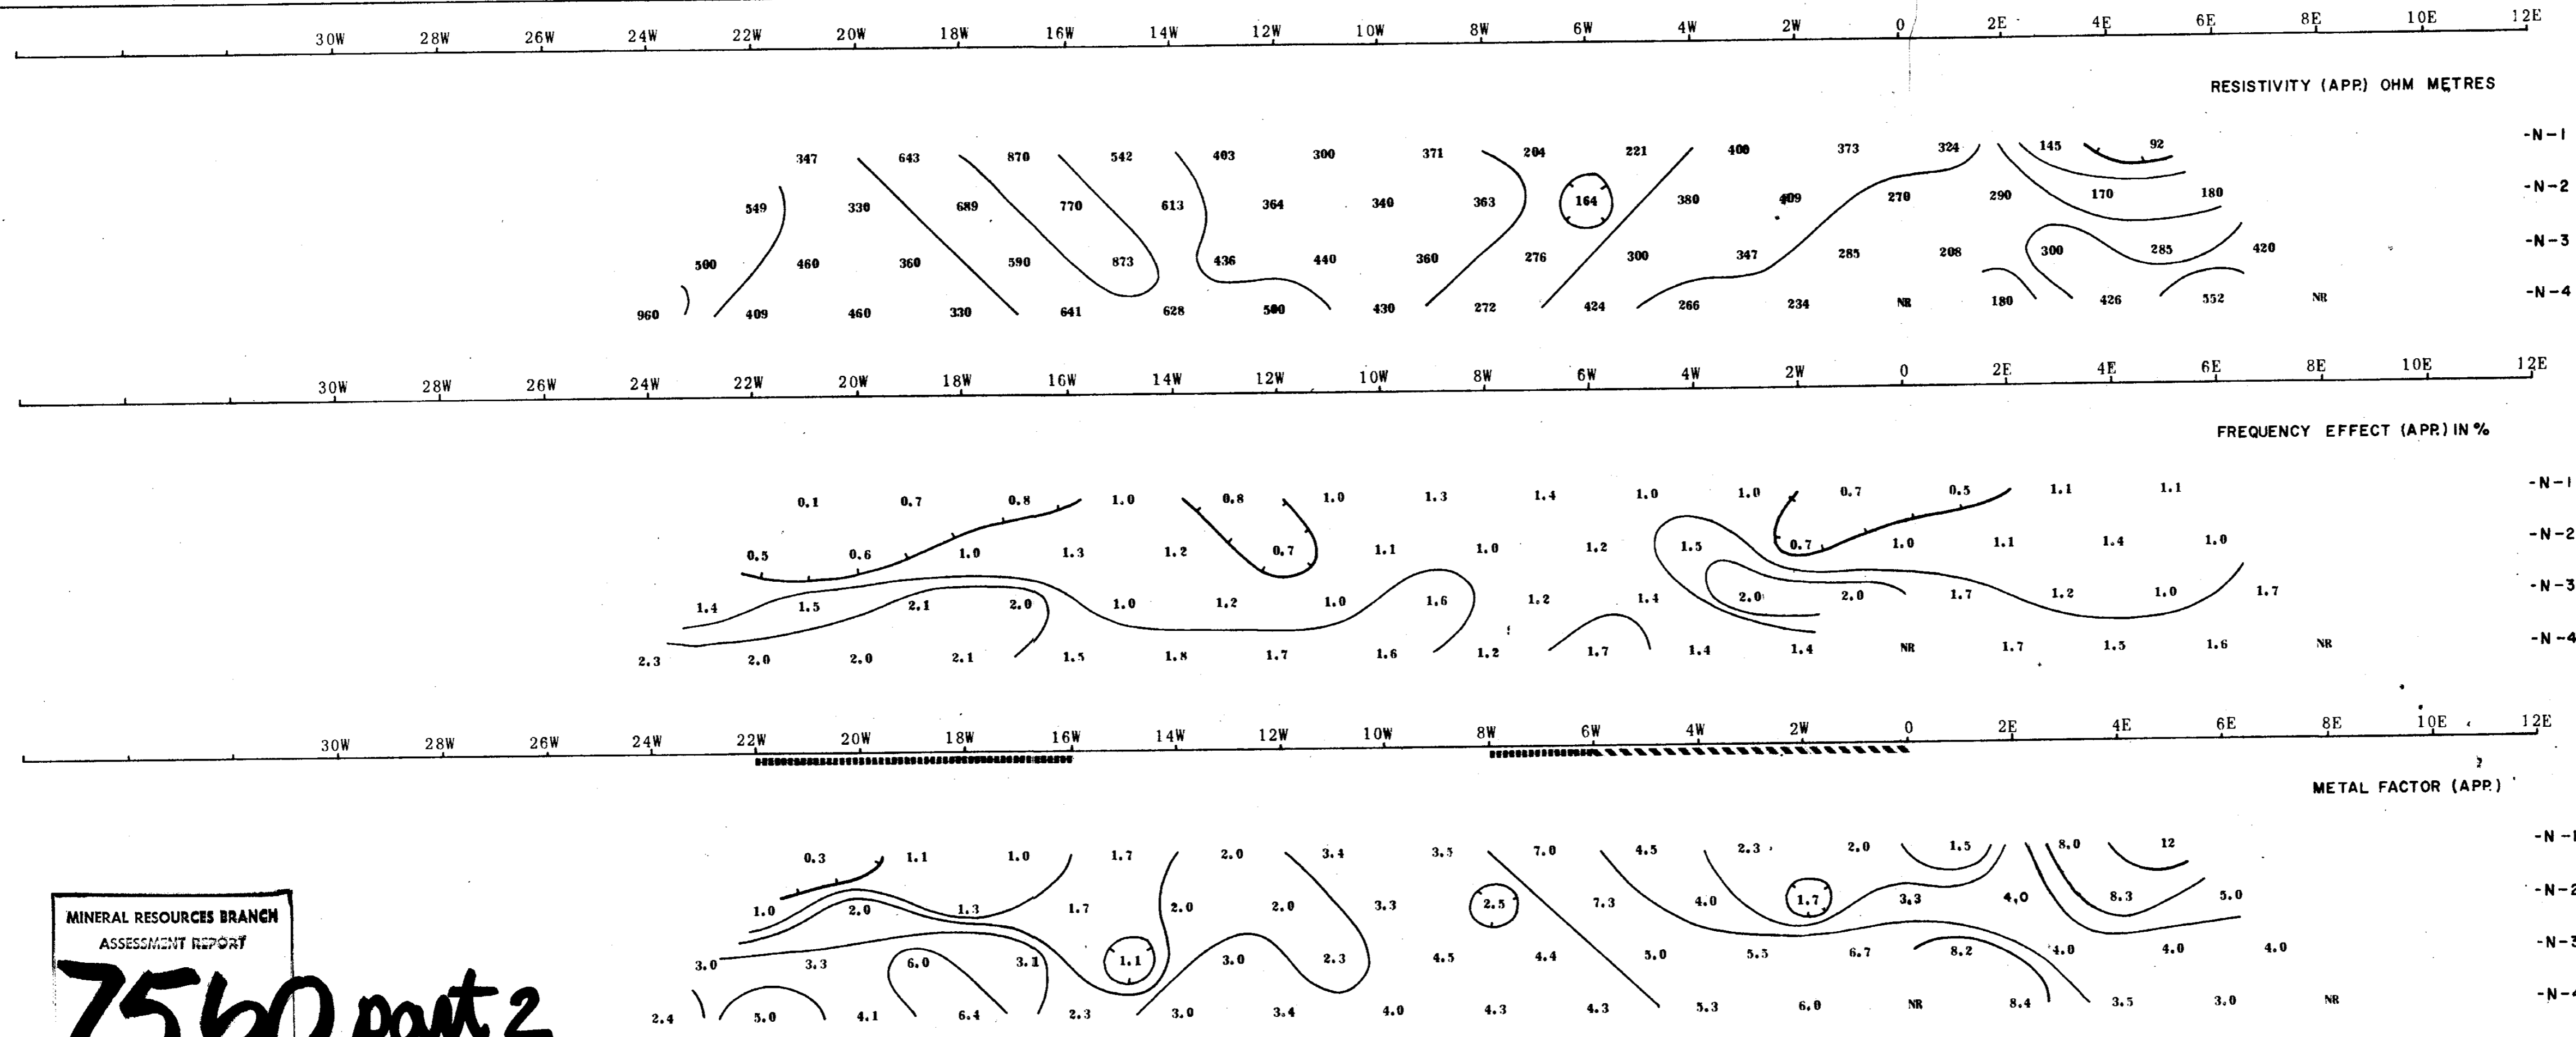 30W 28W 26W 24W 22W 20W 18W 16W 14W 12W 10W 8W 6W 4W 2W 0 2E 4E 6E 8E 10E 12E
RESISTIVITY (APP.) OHM METRES
347 643 870 542 403 300 371 204 221 400 373 324 145 92 -N-1
549 330 689 770 613 364 340 363 164 380 409 270 290 170 180 -N-2
500 460 360 590 873 436 440 360 276 300 347 285 208 300 285 420 -N-3
960 409 460 330 641 628 500 430 272 424 266 234 NR 180 426 552 NR -N-4
30W 28W 26W 24W 22W 20W 18W 16W 14W 12W 10W 8W 6W 4W 2W 0 2E 4E 6E 8E 10E 12E
FREQUENCY EFFECT (APP.) IN %
0.1 0.7 0.8 1.0 0.8 1.0 1.3 1.4 1.0 1.0 0.7 0.5 1.1 1.1 -N-1
0.5 0.6 1.0 1.3 1.2 0.7 1.1 1.0 1.2 1.5 0.7 1.0 1.1 1.4 1.0 -N-2
1.4 1.5 2.1 2.0 1.0 1.2 1.0 1.6 1.2 1.4 2.0 2.0 1.7 1.2 1.0 1.7 -N-3
2.3 2.0 2.0 2.1 1.5 1.8 1.7 1.6 1.2 1.7 1.4 1.4 NR 1.7 1.5 1.6 NR -N-4
30W 28W 26W 24W 22W 20W 18W 16W 14W 12W 10W 8W 6W 4W 2W 0 2E 4E 6E 8E 10E 12E
METAL FACTOR (APP.)
0.3 1.1 1.0 1.7 2.0 3.4 3.5 7.0 4.5 2.3 2.0 1.5 8.0 12 -N-1
1.0 2.0 1.3 1.7 2.0 2.0 3.3 2.5 7.3 4.0 1.7 3.3 4.0 8.3 5.0 -N-2
3.0 3.3 6.0 3.1 1.1 3.0 2.3 4.5 4.4 5.0 5.5 6.7 8.2 4.0 4.0 4.0 -N-3
2.4 5.0 4.1 6.4 2.3 3.0 3.4 4.0 4.3 4.3 5.3 6.0 NR 8.4 3.5 3.0 NR -N-4
MINERAL RESOURCES BRANCH
ASSESSMENT REPORT
7560 part 2